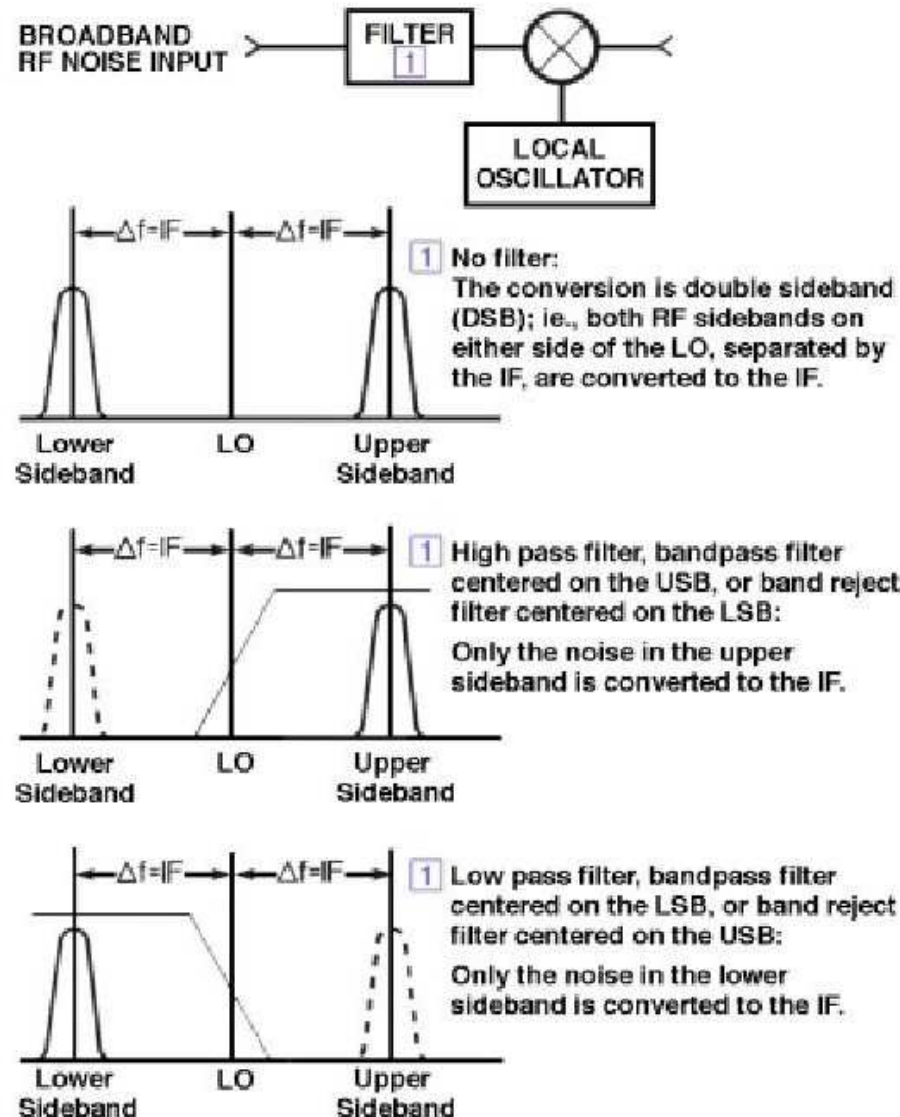 BROADBAND
RF NOISE INPUT
FILTER
1
LOCAL
OSCILLATOR
Δf=IF Δf=IF
1 No filter:
The conversion is double sideband
(DSB); ie., both RF sidebands on
either side of the LO, separated by
the IF, are converted to the IF.
Lower LO Upper
Sideband Sideband
Δf=IF Δf=IF
1 High pass filter, bandpass filter
centered on the USB, or band reject
filter centered on the LSB:
Only the noise in the upper
sideband is converted to the IF.
Lower LO Upper
Sideband Sideband
Δf=IF Δf=IF
1 Low pass filter, bandpass filter
centered on the LSB, or band reject
filter centered on the USB:
Only the noise in the lower
sideband is converted to the IF.
Lower LO Upper
Sideband Sideband